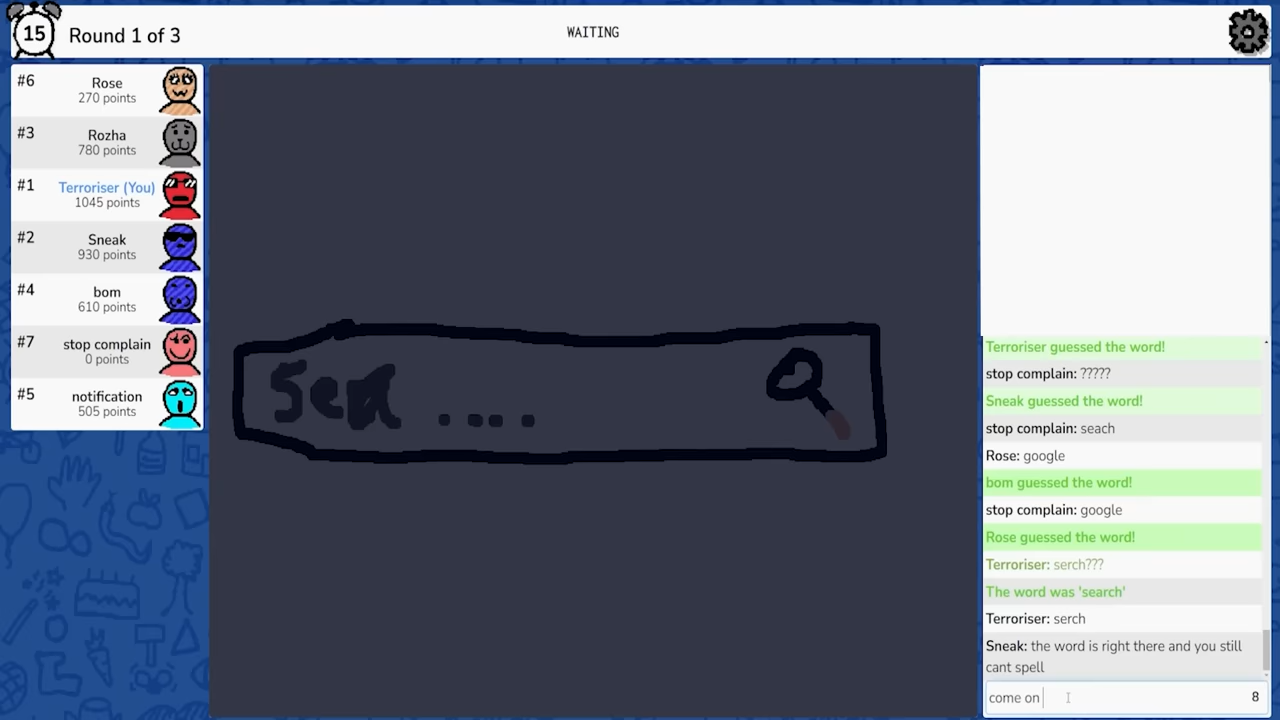 15
Round 1 of 3
WAITING
#6
Rose
270 points
#3
Rozha
780 points
#1
Terroriser (You)
1045 points
#2
Sneak
930 points
#4
bom
610 points
#7
stop complain
0 points
#5
notification
505 points
Sea ....
Terroriser guessed the word!
stop complain: ?????
Sneak guessed the word!
stop complain: seach
Rose: google
bom guessed the word!
stop complain: google
Rose guessed the word!
Terroriser: serch???
The word was 'search'
Terroriser: serch
Sneak: the word is right there and you still
cant spell
come on
8